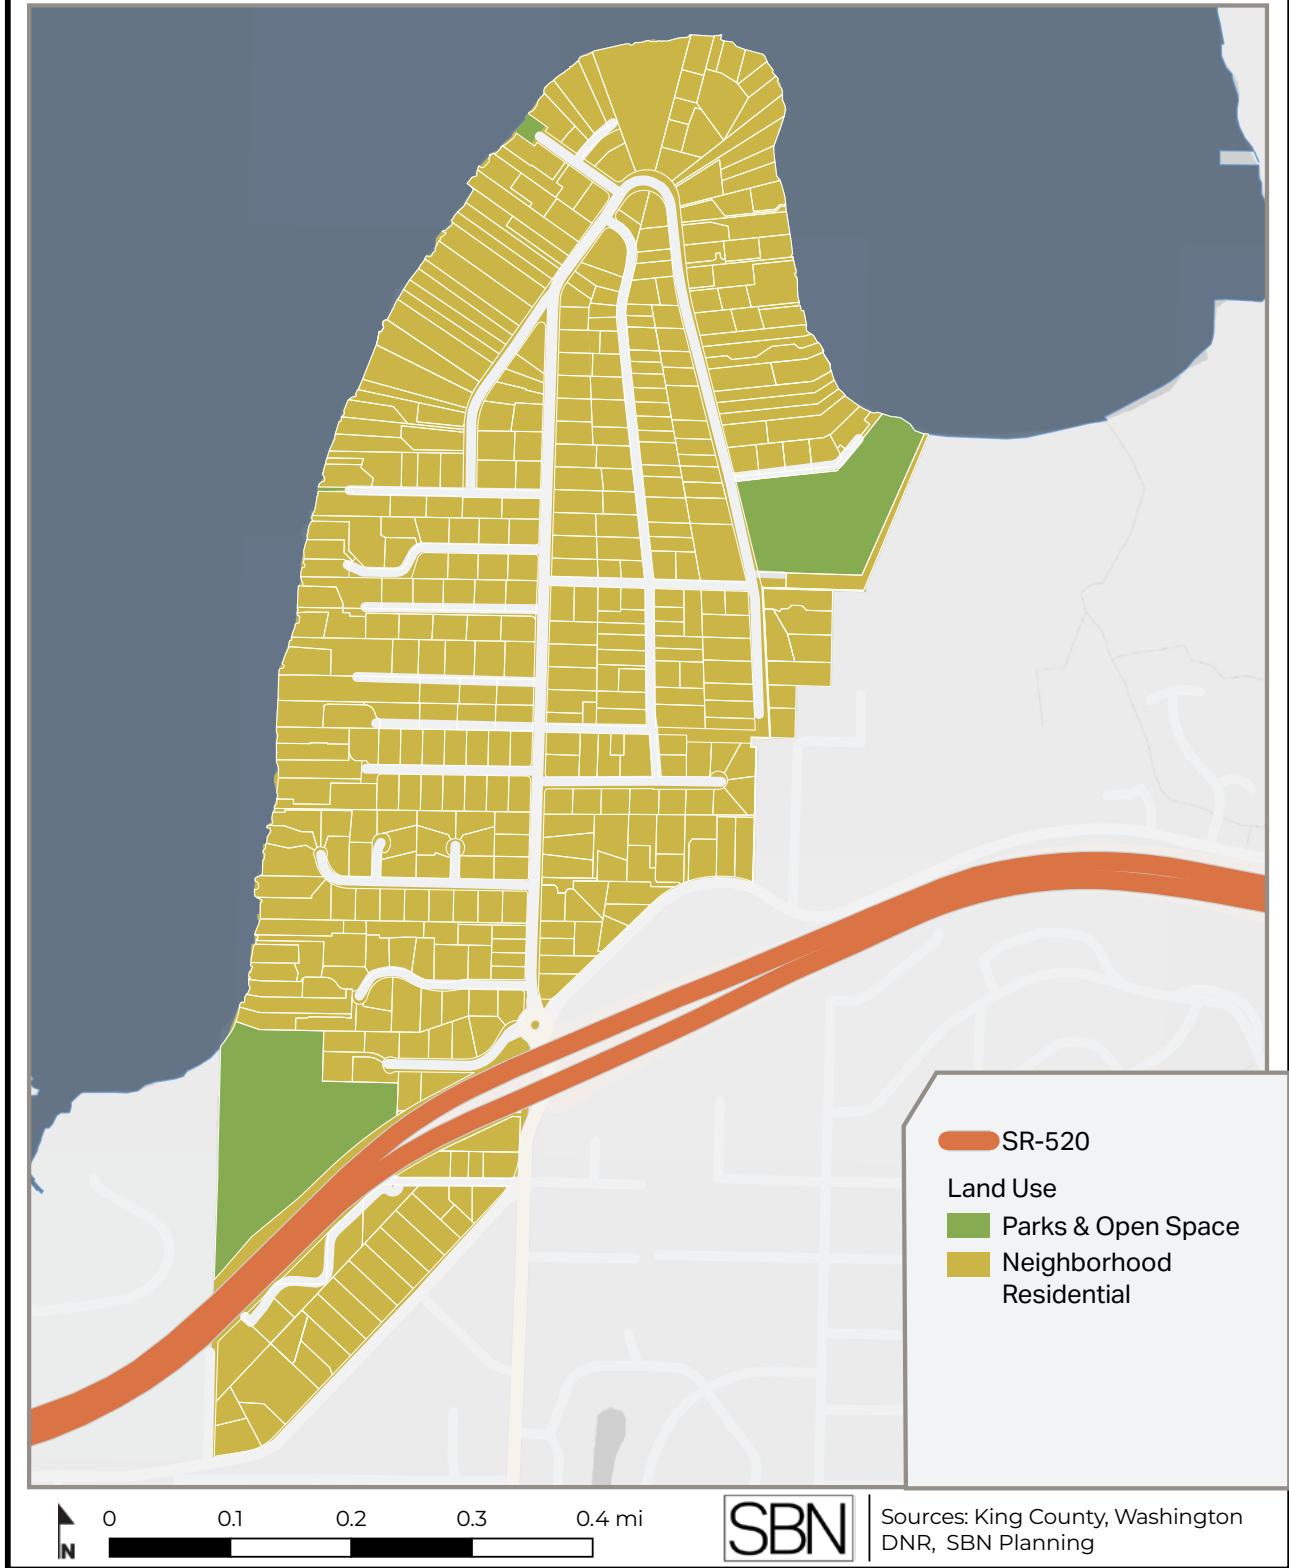 SR-520
Land Use
Parks & Open Space
Neighborhood
Residential
N
0 0.1 0.2 0.3 0.4 mi
SBN
Sources: King County, Washington
DNR, SBN Planning